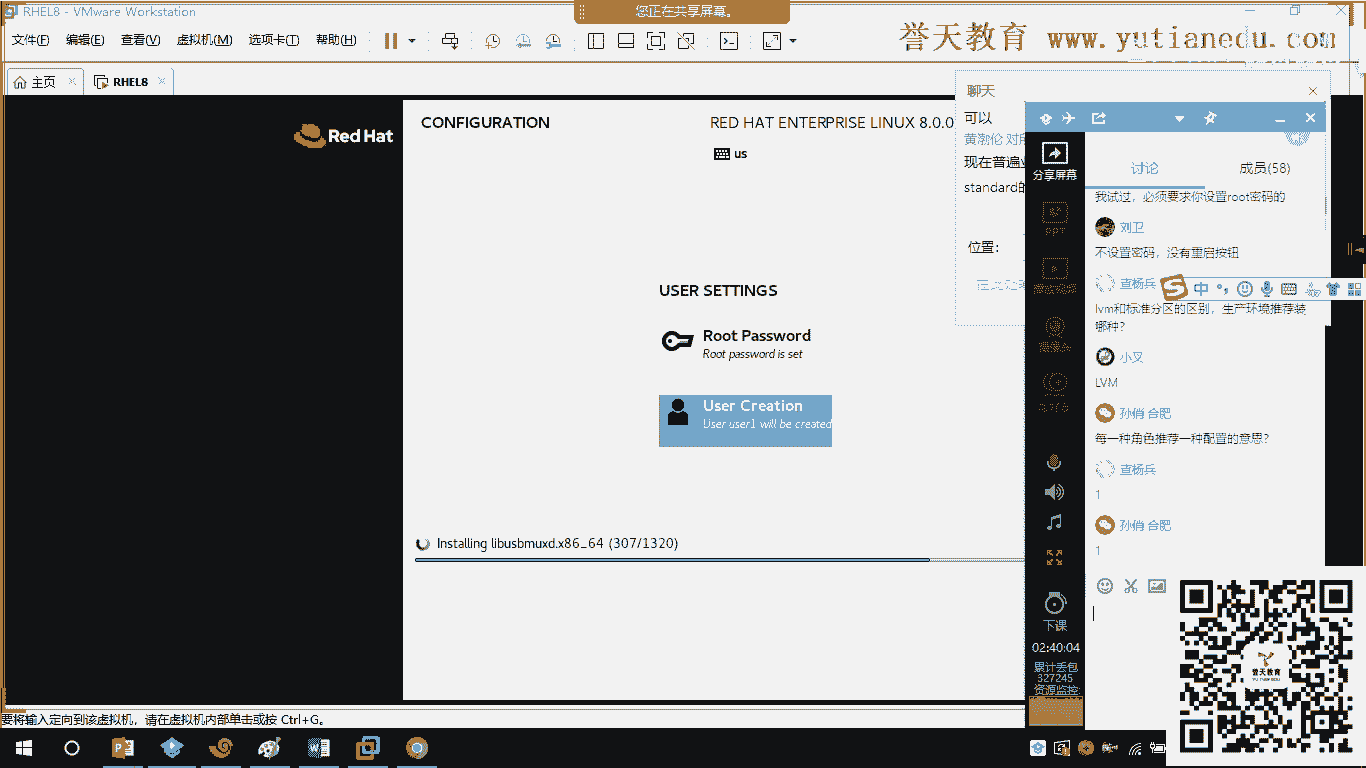 RHEL8 - VMware Workstation
您正在共享屏幕。
文件(F) 编辑(E) 查看(V) 虚拟机(M) 选项卡(T) 帮助(H)
誉天教育 www.yutianedu.com
主页
RHEL8
聊天
可以
黄渤伦 对
现在普遍
standard的
位置：
Red Hat
CONFIGURATION
RED HAT ENTERPRISE LINUX 8.0.0
us
USER SETTINGS
Root Password
Root password is set
User Creation
User user1 will be created
Installing libusbmuxd.x86_64 (307/1320)
分享屏幕
ppt
下课
02:40:04
累计丢包
327245
资源监控:
讨论
成员(58)
我试过，必须要求你设置root密码的
刘卫
不设置密码，没有重启按钮
查杨兵
中
lvm和标准分区的区别，生产环境推荐装
哪种？
小叉
LVM
孙俏 合肥
每一种角色推荐一种配置的意思？
查杨兵
1
孙俏 合肥
1
誉天教育
要将输入定向到该虚拟机，请在虚拟机内部单击或按 Ctrl+G。